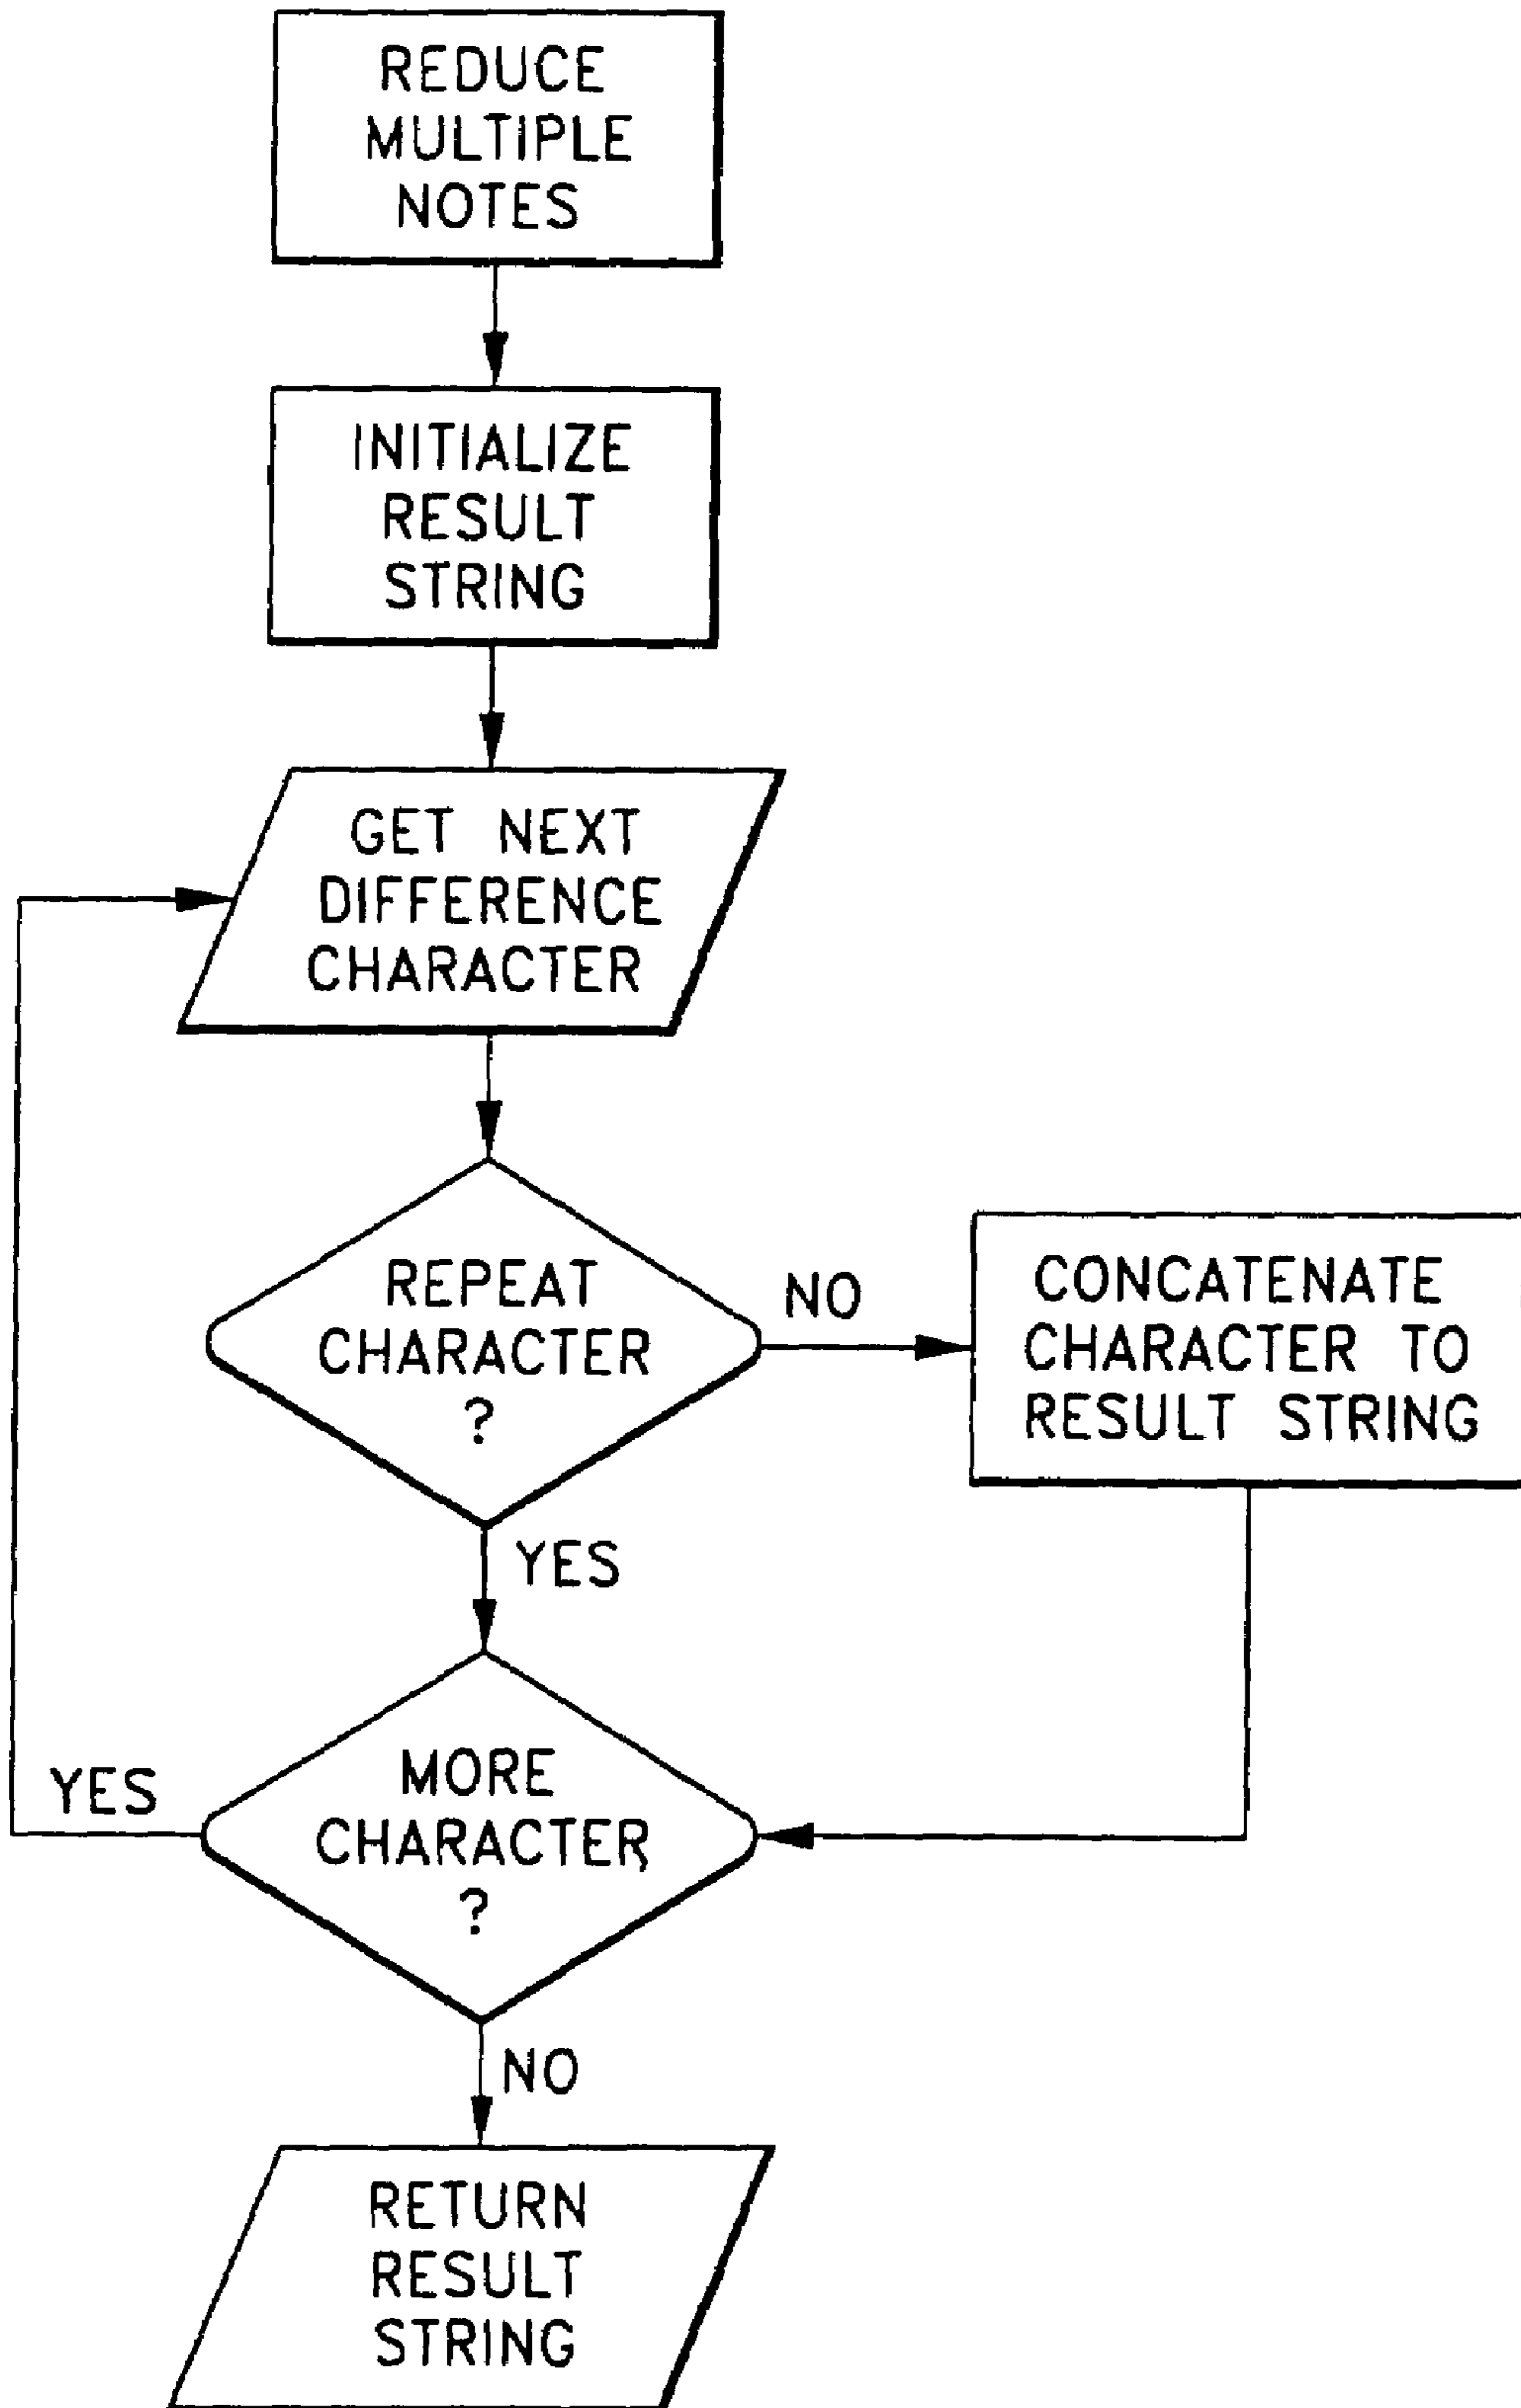 REDUCE
MULTIPLE
NOTES
INITIALIZE
RESULT
STRING
GET NEXT
DIFFERENCE
CHARACTER
REPEAT
CHARACTER
?
NO
CONCATENATE
CHARACTER TO
RESULT STRING
YES
MORE
CHARACTER
?
YES
NO
RETURN
RESULT
STRING